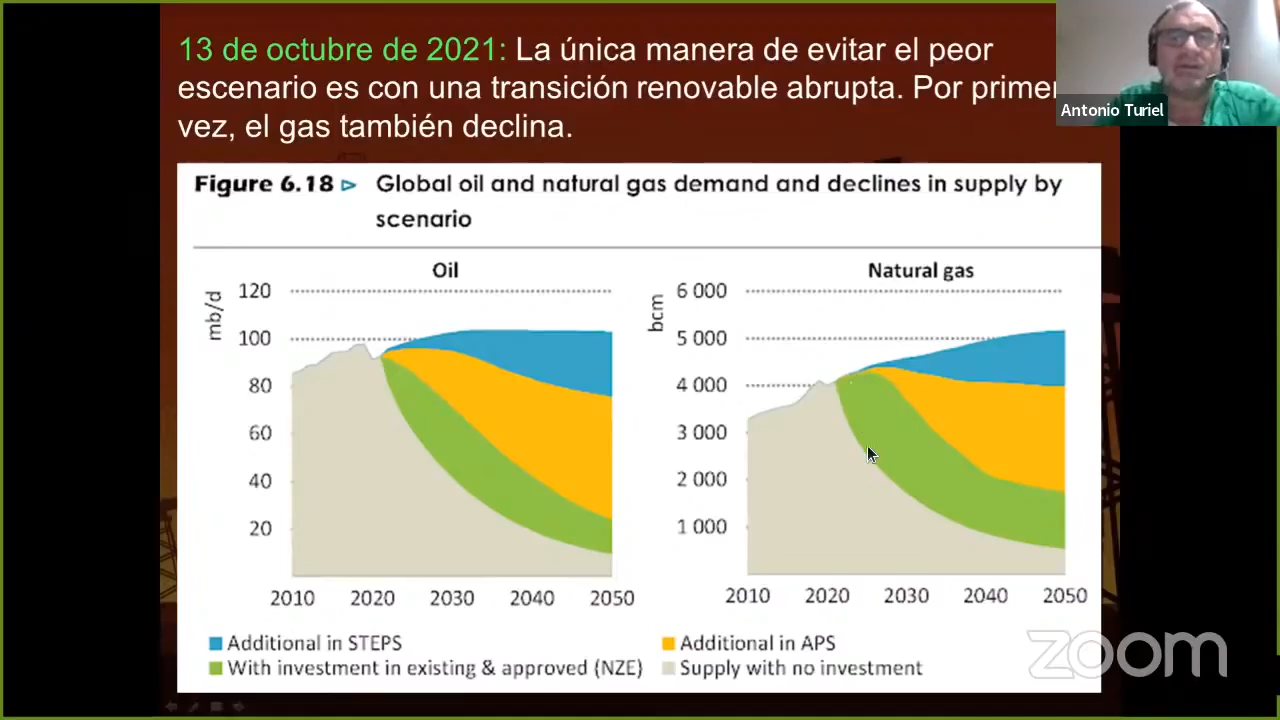 13 de octubre de 2021: La única manera de evitar el peor
escenario es con una transición renovable abrupta. Por primer
vez, el gas también declina.
Antonio Turiel
Figure 6.18 ▷ Global oil and natural gas demand and declines in supply by
scenario
Oil
mb/d
120
100
80
60
40
20
2010 2020 2030 2040 2050
Natural gas
bcm
6 000
5 000
4 000
3 000
2 000
1 000
2010 2020 2030 2040 2050
Additional in STEPS
Additional in APS
With investment in existing & approved (NZE)
Supply with no investment
zoom